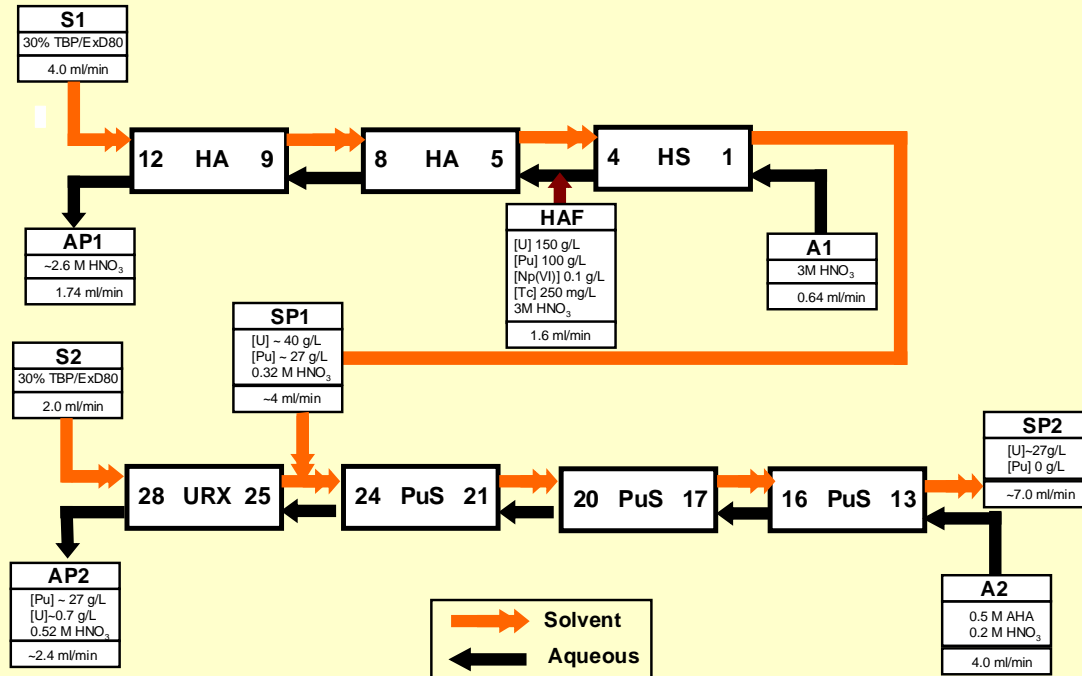 S1
30% TBP/ExD80
4.0 ml/min
12 HA 9
8 HA 5
4 HS 1
AP1
~2.6 M HNO₃
1.74 ml/min
HAF
[U] 150 g/L
[Pu] 100 g/L
[Np(VI)] 0.1 g/L
[Tc] 250 mg/L
3M HNO₃
1.6 ml/min
A1
3M HNO₃
0.64 ml/min
SP1
[U] ~ 40 g/L
[Pu] ~ 27 g/L
0.32 M HNO₃
~4 ml/min
S2
30% TBP/ExD80
2.0 ml/min
28 URX 25
24 PuS 21
20 PuS 17
16 PuS 13
SP2
[U]~27g/L
[Pu] 0 g/L
~7.0 ml/min
AP2
[Pu] ~ 27 g/L
[U]~0.7 g/L
0.52 M HNO₃
~2.4 ml/min
A2
0.5 M AHA
0.2 M HNO₃
4.0 ml/min
Solvent
Aqueous